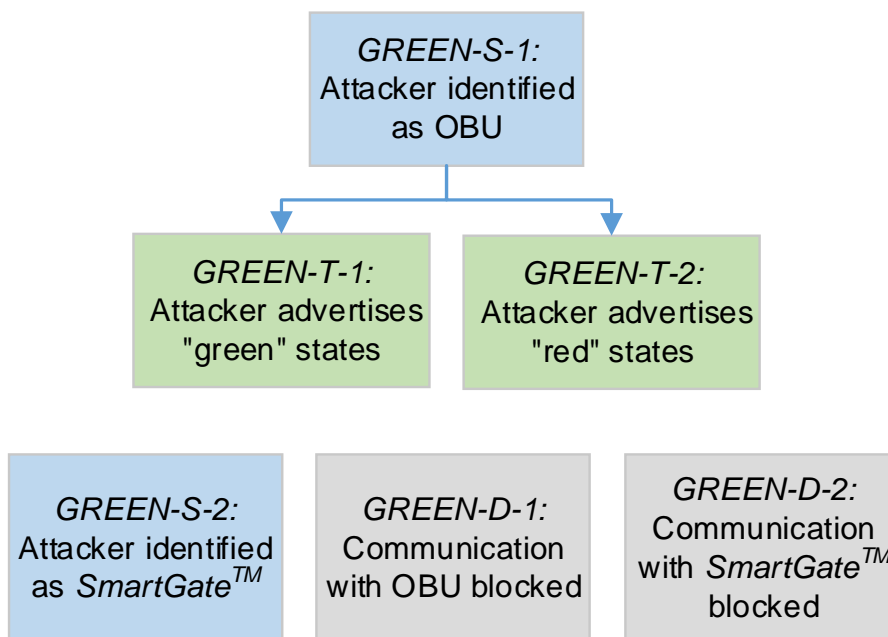 GREEN-S-1:
Attacker identified
as OBU
GREEN-T-1:
Attacker advertises
"green" states
GREEN-T-2:
Attacker advertises
"red" states
GREEN-S-2:
Attacker identified
as SmartGate™
GREEN-D-1:
Communication
with OBU blocked
GREEN-D-2:
Communication
with SmartGate™
blocked